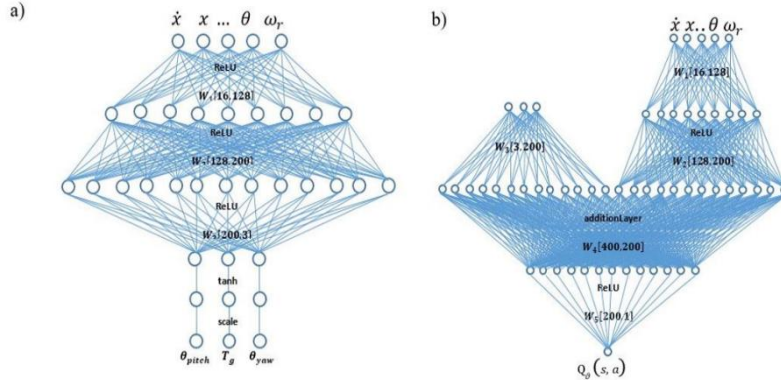 a)
ẋ x ... θ ω_r
ReLU
W_1[16,128]
ReLU
W_2[128,200]
ReLU
W_3[200,3]
tanh
scale
θ_pitch T_g θ_yaw
b)
ẋ x.. θ ω_r
W_1[16,128]
ReLU
W_3[3,200]
W_2[128,200]
additionLayer
W_4[400,200]
ReLU
W_5[200,1]
Q_ϑ(s, a)